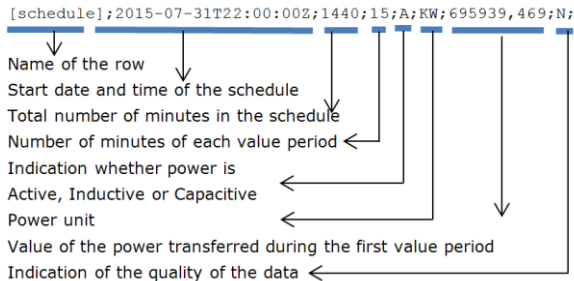 [schedule];2015-07-31T22:00:00Z;1440;15;A;KW;695939,469;N;
Name of the row
Start date and time of the schedule
Total number of minutes in the schedule
Number of minutes of each value period
Indication whether power is
Active, Inductive or Capacitive
Power unit
Value of the power transferred during the first value period
Indication of the quality of the data